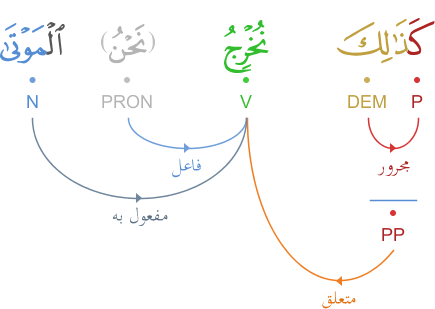 كَذَٰلِكَ نُخْرِجُ (نَحْنُ) ٱلْمَوْتَىٰ
P DEM V PRON N
مجرور
فاعل
مفعول به
PP
متعلق